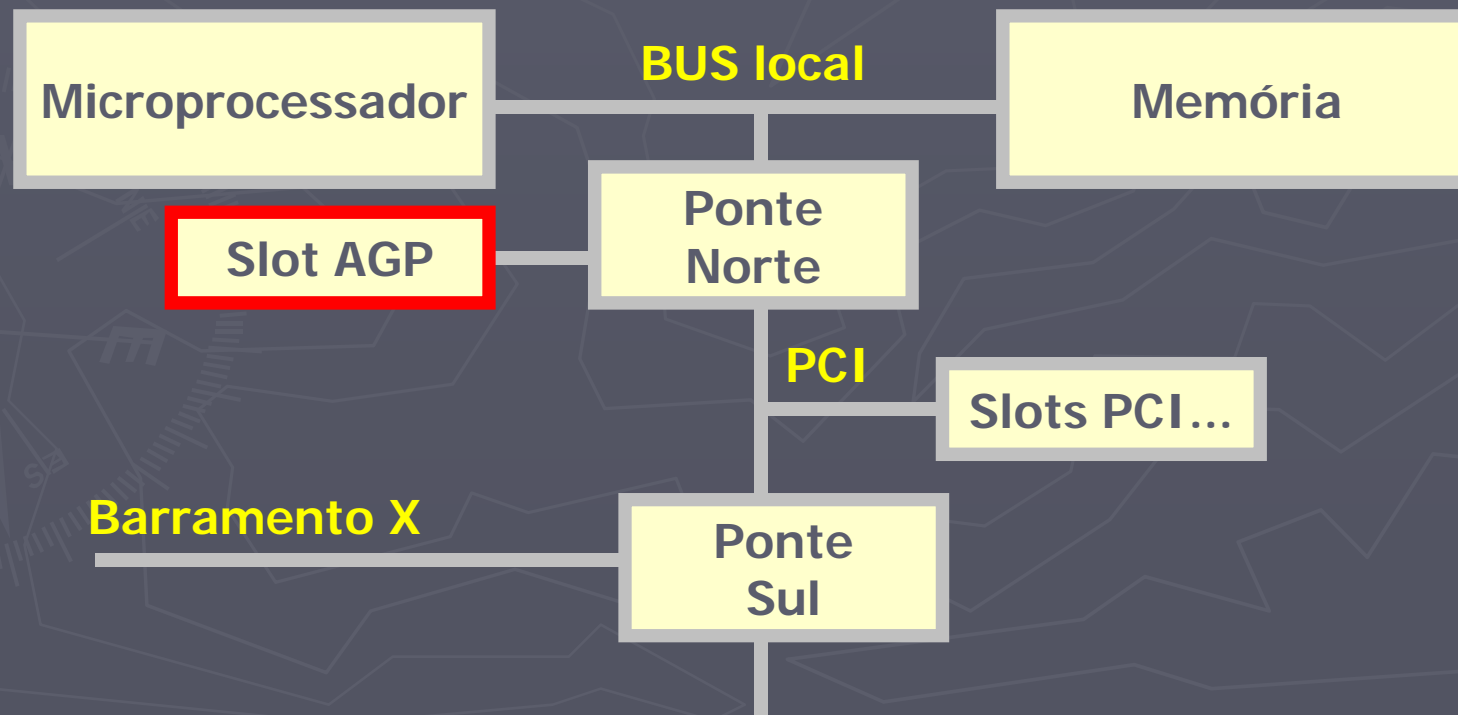 Microprocessador
BUS local
Memória
Ponte
Norte
Slot AGP
PCI
Slots PCI...
Barramento X
Ponte
Sul